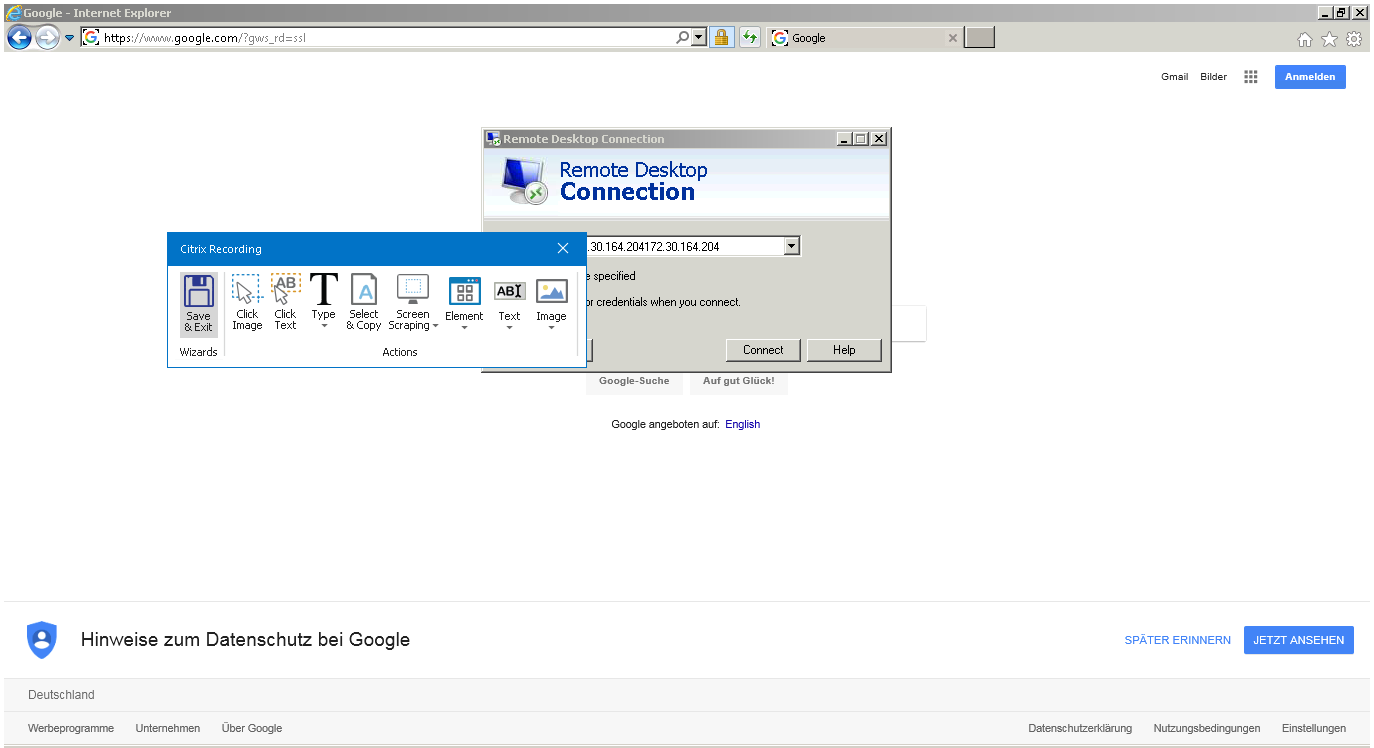 Google - Internet Explorer
https://www.google.com/?gws_rd=ssl
Google
Gmail Bilder Anmelden
Remote Desktop Connection
Remote Desktop
Connection
.30.164.204172.30.164.204
specified
credentials when you connect.
Connect Help
Citrix Recording
Save & Exit
Click Image
Click Text
Type
Select & Copy
Screen Scraping
Element
Text
Image
Wizards
Actions
Google-Suche Auf gut Glück!
Google angeboten auf: English
Hinweise zum Datenschutz bei Google
SPÄTER ERINNERN JETZT ANSEHEN
Deutschland
Werbeprogramme Unternehmen Über Google Datenschutzerklärung Nutzungsbedingungen Einstellungen